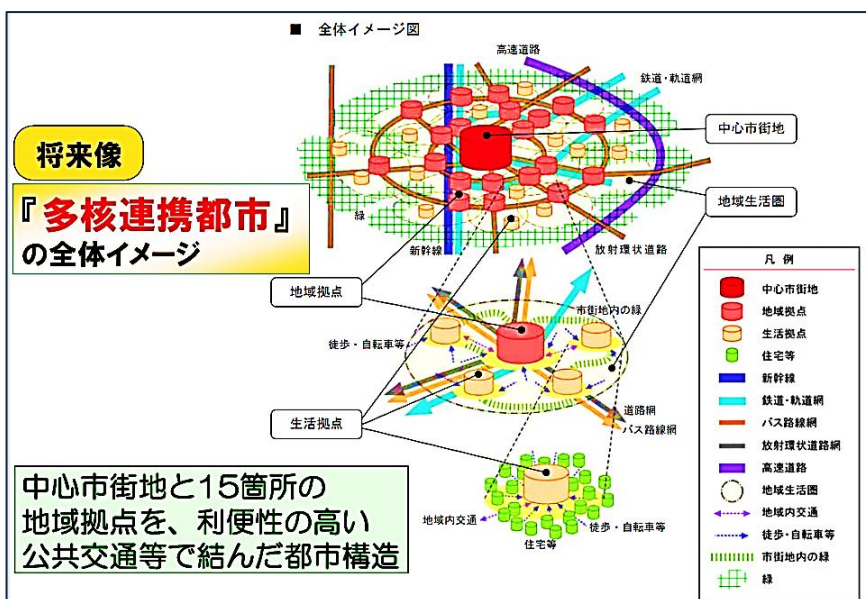 ■ 全体イメージ図
高速道路
鉄道・軌道網
中心市街地
将来像
『多核連携都市』
の全体イメージ
緑
地域生活圏
新幹線
放射環状道路
地域拠点
市街地内の緑
徒歩・自転車等
生活拠点
道路網
バス路線網
中心市街地と15箇所の
地域拠点を、利便性の高い
公共交通等で結んだ都市構造
地域内交通
徒歩・自転車等
住宅等
凡例
中心市街地
地域拠点
生活拠点
住宅等
新幹線
鉄道・軌道網
バス路線網
放射環状道路網
高速道路
地域生活圏
地域内交通
徒歩・自転車等
市街地内の緑
緑